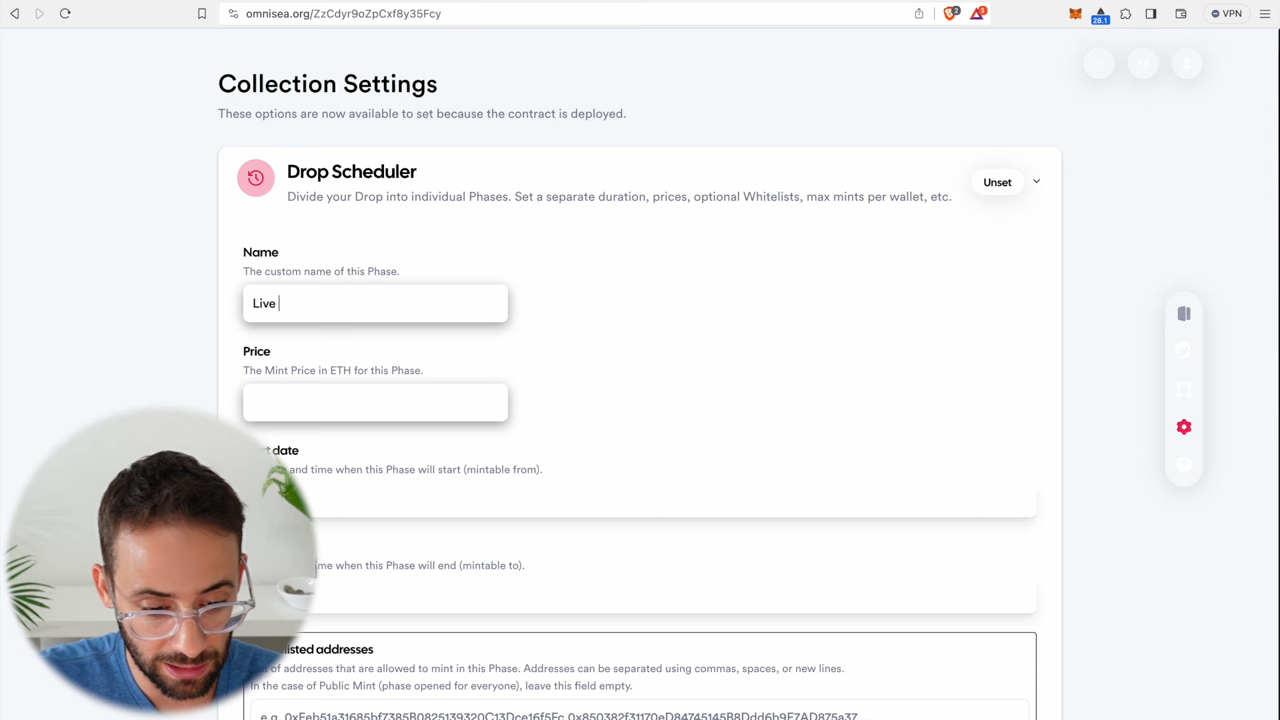 omnisea.org/ZzCdyr9oZpCxf8y35Fcy
2
3
28.1
VPN
Collection Settings
These options are now available to set because the contract is deployed.
Drop Scheduler
Divide your Drop into individual Phases. Set a separate duration, prices, optional Whitelists, max mints per wallet, etc.
Unset
Name
The custom name of this Phase.
Live
Price
The Mint Price in ETH for this Phase.
date
and time when this Phase will start (mintable from).
when this Phase will end (mintable to).
addresses
of addresses that are allowed to mint in this Phase. Addresses can be separated using commas, spaces, or new lines.
In the case of Public Mint (phase opened for everyone), leave this field empty.
e.g.